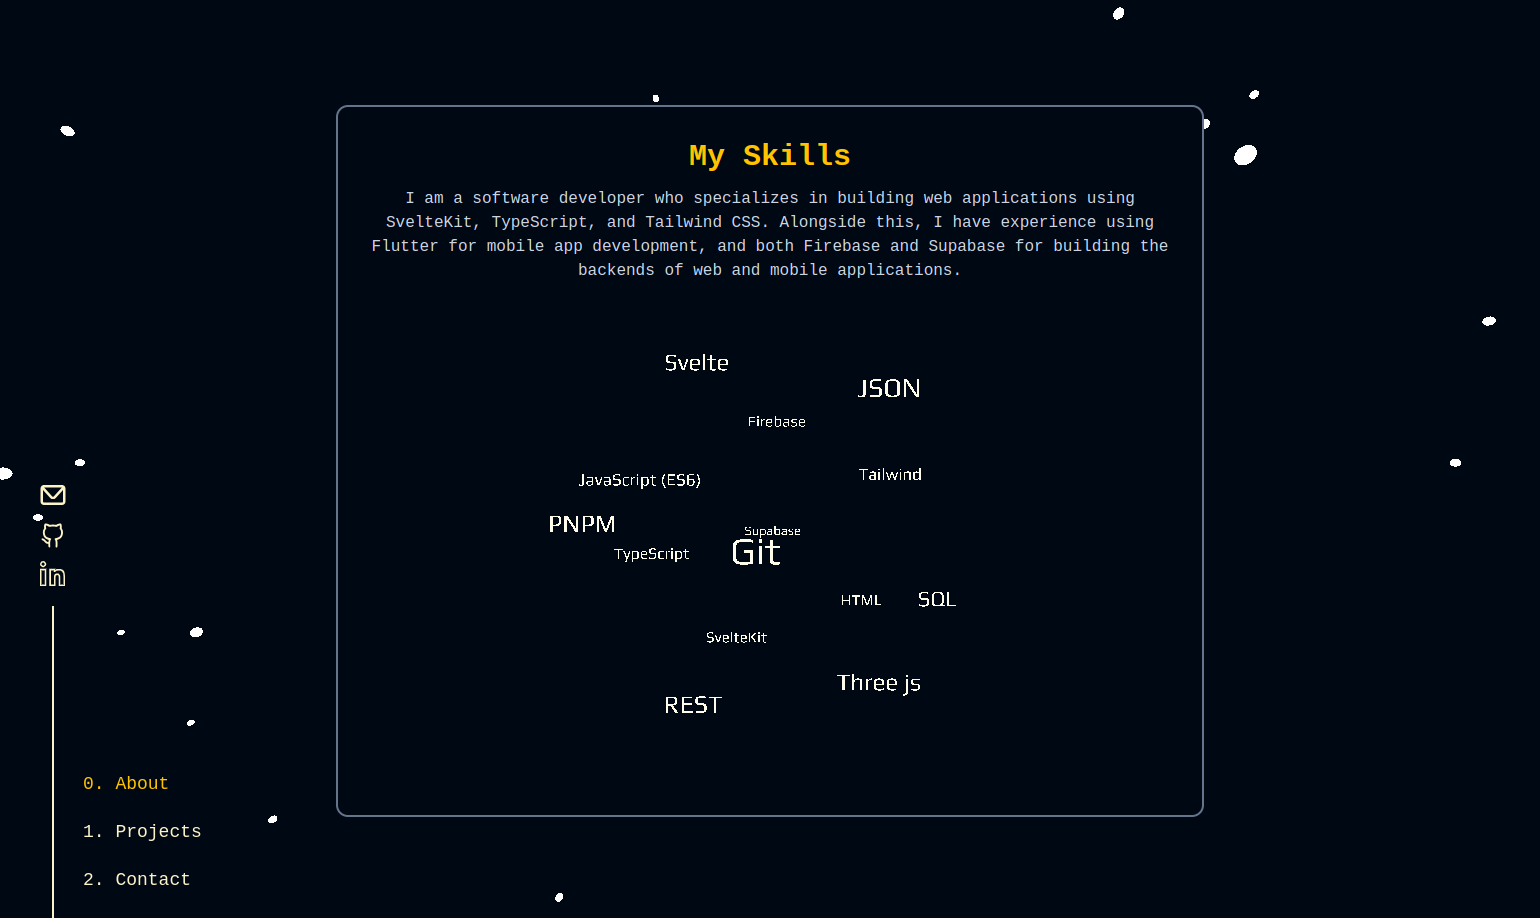 My Skills
I am a software developer who specializes in building web applications using
SvelteKit, TypeScript, and Tailwind CSS. Alongside this, I have experience using
Flutter for mobile app development, and both Firebase and Supabase for building the
backends of web and mobile applications.
Svelte
JSON
Firebase
JavaScript (ES6)
Tailwind
PNPM
Supabase
TypeScript
Git
HTML
SQL
SvelteKit
Three js
REST
0. About
1. Projects
2. Contact